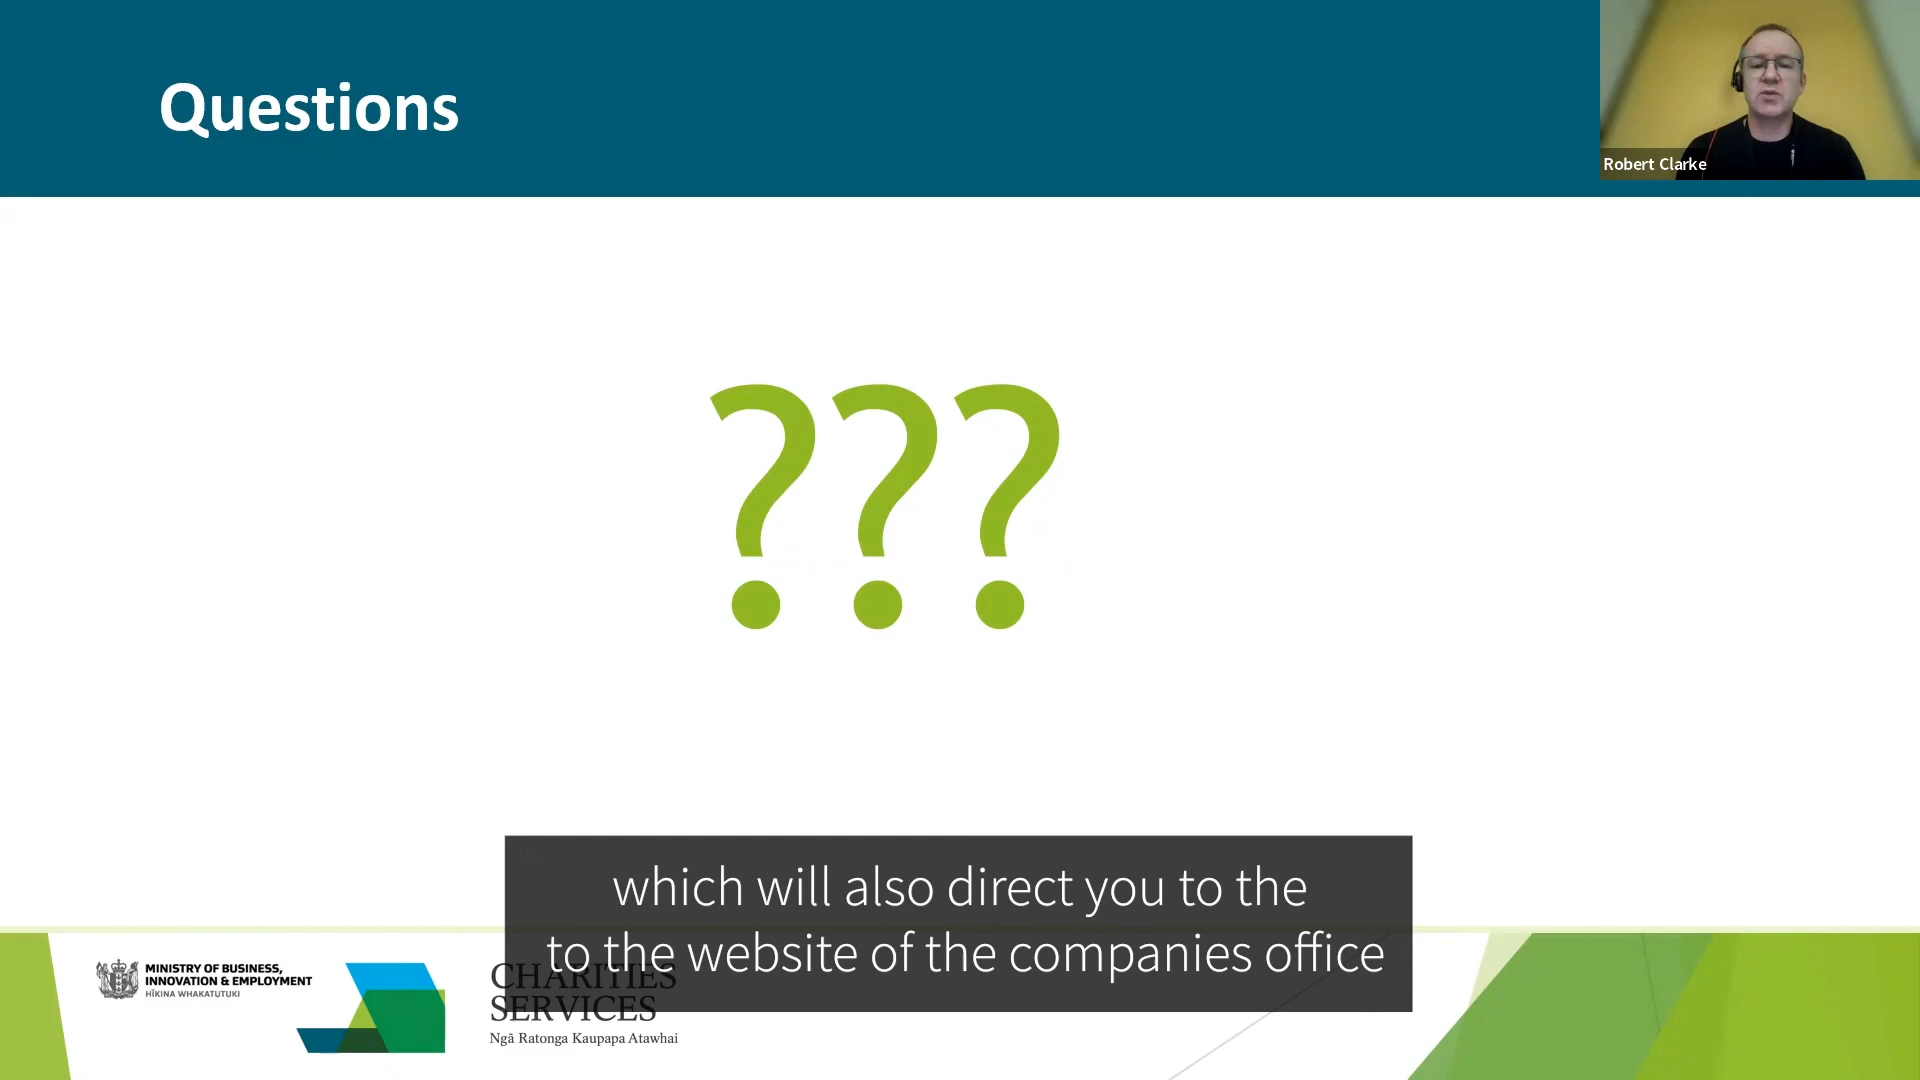 Questions
Robert Clarke
???
which will also direct you to the
to the website of the companies office
MINISTRY OF BUSINESS,
INNOVATION & EMPLOYMENT
HĪKINA WHAKATUTUKI
CHARITIES
SERVICES
Ngā Ratonga Kaupapa Atawhai